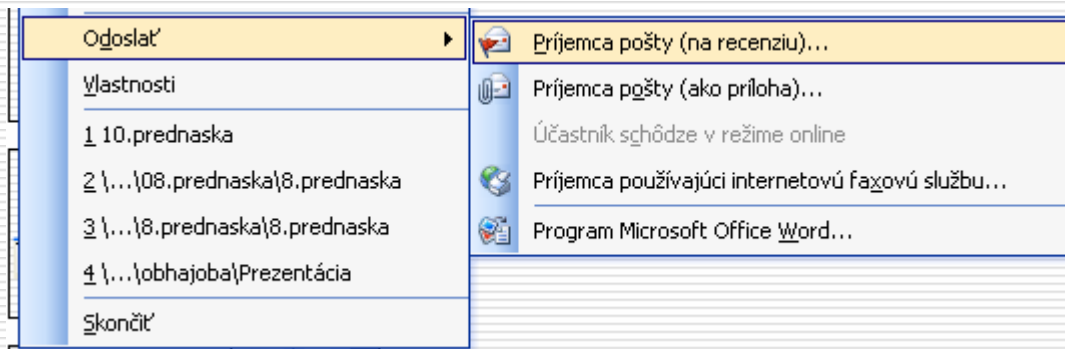 Odoslať
Vlastnosti
1 10.prednaska
2 \...\08.prednaska\8.prednaska
3 \...\8.prednaska\8.prednaska
4 \...\obhajoba\Prezentácia
Skončiť
Príjemca pošty (na recenziu)...
Príjemca pošty (ako príloha)...
Účastník schôdze v režime online
Príjemca používajúci internetovú faxovú službu...
Program Microsoft Office Word...